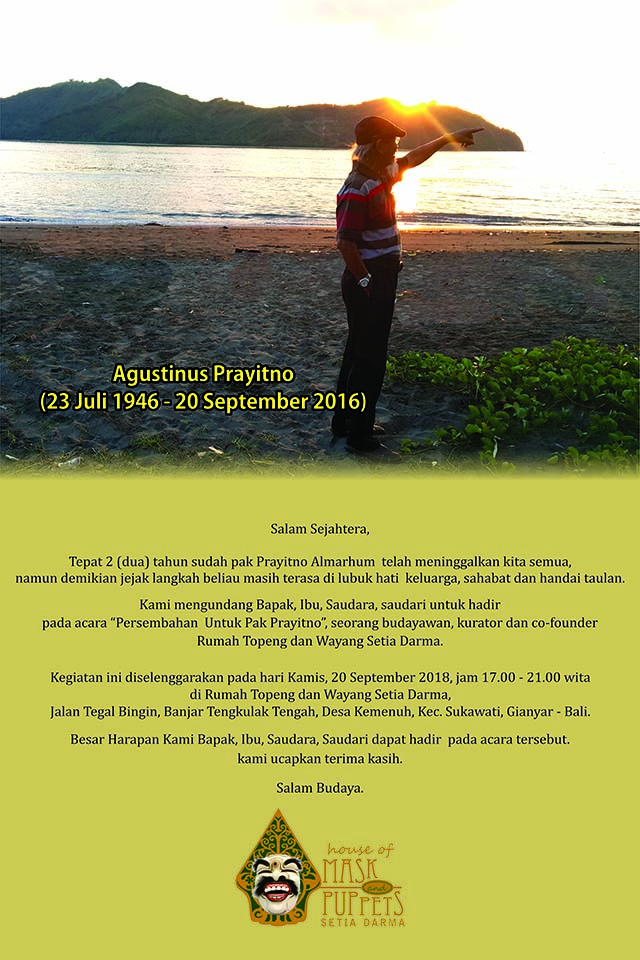 Agustinus Prayitno
(23 Juli 1946 - 20 September 2016)
Salam Sejahtera,
Tepat 2 (dua) tahun sudah pak Prayitno Almarhum telah meninggalkan kita semua,
namun demikian jejak langkah beliau masih terasa di lubuk hati keluarga, sahabat dan handai taulan.
Kami mengundang Bapak, Ibu, Saudara, saudari untuk hadir
pada acara “Persembahan Untuk Pak Prayitno”, seorang budayawan, kurator dan co-founder
Rumah Topeng dan Wayang Setia Darma.
Kegiatan ini diselenggarakan pada hari Kamis, 20 September 2018, jam 17.00 - 21.00 wita
di Rumah Topeng dan Wayang Setia Darma,
Jalan Tegal Bingin, Banjar Tengkulak Tengah, Desa Kemenuh, Kec. Sukawati, Gianyar - Bali.
Besar Harapan Kami Bapak, Ibu, Saudara, Saudari dapat hadir pada acara tersebut.
kami ucapkan terima kasih.
Salam Budaya.
house of
MASK
and
PUPPETS
SETIA DARMA